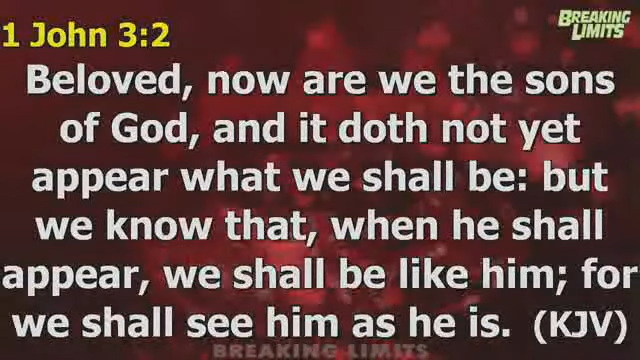 BREAKING
LIMITS
1 John 3:2
Beloved, now are we the sons
of God, and it doth not yet
appear what we shall be: but
we know that, when he shall
appear, we shall be like him; for
we shall see him as he is. (KJV)
BREAKING LIMITS